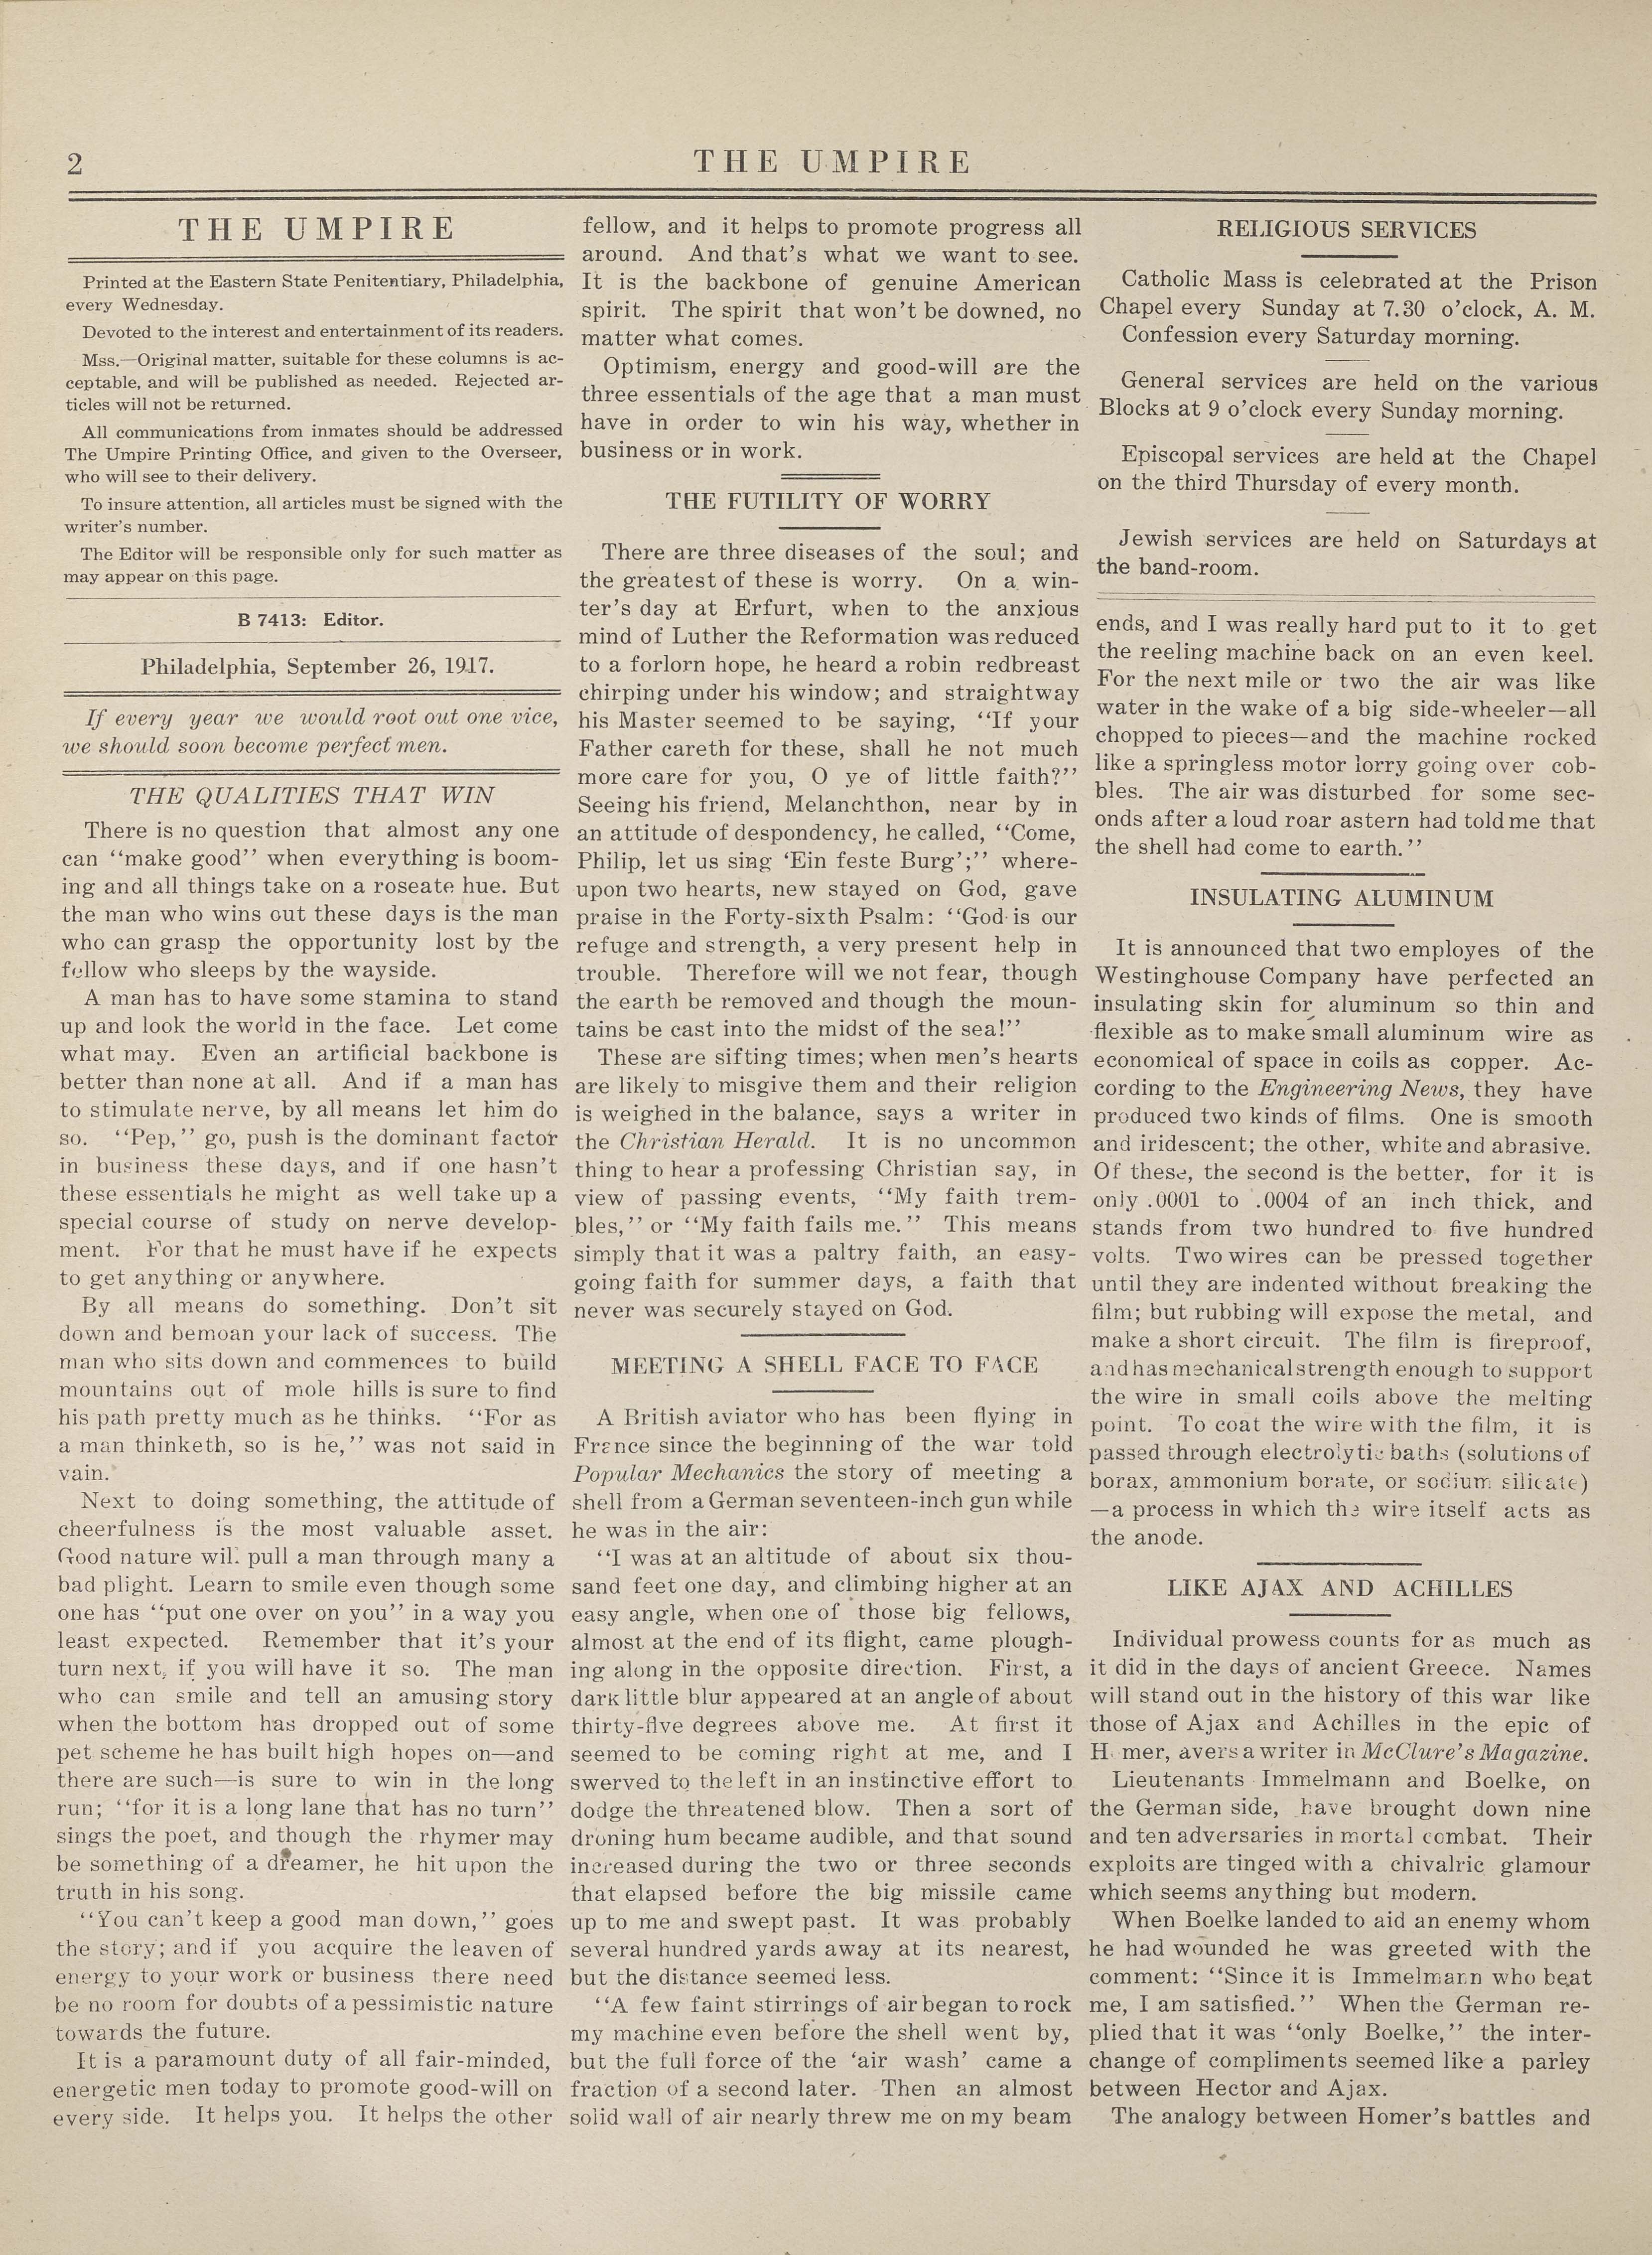 2
THE UMPIRE
THE UMPIRE
Printed at the Eastern State Penitentiary, Philadelphia,
every Wednesday.
Devoted to the interest and entertainment of its readers.
Mss.—Original matter, suitable for these columns is ac-
ceptable, and will be published as needed. Rejected ar-
ticles will not be returned.
All communications from inmates should be addressed
The Umpire Printing Office, and given to the Overseer,
who will see to their delivery.
To insure attention, all articles must be signed with the
writer's number.
The Editor will be responsible only for such matter as
may appear on this page.
B 7413: Editor.
Philadelphia, September 26, 1917.
If every year we would root out one vice,
we should soon become perfect men.
THE QUALITIES THAT WIN
There is no question that almost any one
can ‘‘make good’’ when everything is boom-
ing and all things take on a roseate hue. But
the man who wins out these days is the man
who can grasp the opportunity lost by the
fellow who sleeps by the wayside.
A man has to have some stamina to stand
up and look the world in the face. Let come
what may. Even an artificial backbone is
better than none at all. And if a man has
to stimulate nerve, by all means let him do
so. ‘‘Pep,’’ go, push is the dominant factor
in business these days, and if one hasn't
these essentials he might as well take up a
special course of study on nerve develop-
ment. For that he must have if he expects
to get anything or anywhere.
By all means do something. Don't sit
down and bemoan your lack of success. The
man who sits down and commences to build
mountains out of mole hills is sure to find
his path pretty much as he thinks. ‘‘For as
a man thinketh, so is he,’’ was not said in
vain.
Next to doing something, the attitude of
cheerfulness is the most valuable asset.
Good nature will pull a man through many a
bad plight. Learn to smile even though some
one has ‘‘put one over on you’’ in a way you
least expected. Remember that it's your
turn next, if you will have it so. The man
who can smile and tell an amusing story
when the bottom has dropped out of some
pet scheme he has built high hopes on—and
there are such—is sure to win in the long
run; ‘‘for it is a long lane that has no turn’’
sings the poet, and though the rhymer may
be something of a dreamer, he hit upon the
truth in his song.
‘‘You can't keep a good man down,’’ goes
the story; and if you acquire the leaven of
energy to your work or business there need
be no room for doubts of a pessimistic nature
towards the future.
It is a paramount duty of all fair-minded,
energetic men today to promote good-will on
every side. It helps you. It helps the other
fellow, and it helps to promote progress all
around. And that's what we want to see.
It is the backbone of genuine American
spirit. The spirit that won't be downed, no
matter what comes.
Optimism, energy and good-will are the
three essentials of the age that a man must
have in order to win his way, whether in
business or in work.
THE FUTILITY OF WORRY
There are three diseases of the soul; and
the greatest of these is worry. On a win-
ter's day at Erfurt, when to the anxious
mind of Luther the Reformation was reduced
to a forlorn hope, he heard a robin redbreast
chirping under his window; and straightway
his Master seemed to be saying, ‘‘If your
Father careth for these, shall he not much
more care for you, O ye of little faith?’’
Seeing his friend, Melanchthon, near by in
an attitude of despondency, he called, ‘‘Come,
Philip, let us sing ‘Ein feste Burg’;’’ where-
upon two hearts, new stayed on God, gave
praise in the Forty-sixth Psalm: ‘‘God is our
refuge and strength, a very present help in
trouble. Therefore will we not fear, though
the earth be removed and though the moun-
tains be cast into the midst of the sea!’’
These are sifting times; when men's hearts
are likely to misgive them and their religion
is weighed in the balance, says a writer in
the Christian Herald. It is no uncommon
thing to hear a professing Christian say, in
view of passing events, ‘‘My faith trem-
bles,’’ or ‘‘My faith fails me.’’ This means
simply that it was a paltry faith, an easy-
going faith for summer days, a faith that
never was securely stayed on God.
MEETING A SHELL FACE TO FACE
A British aviator who has been flying in
France since the beginning of the war told
Popular Mechanics the story of meeting a
shell from a German seventeen-inch gun while
he was in the air:
‘‘I was at an altitude of about six thou-
sand feet one day, and climbing higher at an
easy angle, when one of those big fellows,
almost at the end of its flight, came plough-
ing along in the opposite direction. First, a
dark little blur appeared at an angle of about
thirty-five degrees above me. At first it
seemed to be coming right at me, and I
swerved to the left in an instinctive effort to
dodge the threatened blow. Then a sort of
droning hum became audible, and that sound
increased during the two or three seconds
that elapsed before the big missile came
up to me and swept past. It was probably
several hundred yards away at its nearest,
but the distance seemed less.
‘‘A few faint stirrings of air began to rock
my machine even before the shell went by,
but the full force of the ‘air wash’ came a
fraction of a second later. Then an almost
solid wall of air nearly threw me on my beam
RELIGIOUS SERVICES
Catholic Mass is celebrated at the Prison
Chapel every Sunday at 7.30 o'clock, A. M.
Confession every Saturday morning.
General services are held on the various
Blocks at 9 o'clock every Sunday morning.
Episcopal services are held at the Chapel
on the third Thursday of every month.
Jewish services are held on Saturdays at
the band-room.
ends, and I was really hard put to it to get
the reeling machine back on an even keel.
For the next mile or two the air was like
water in the wake of a big side-wheeler—all
chopped to pieces—and the machine rocked
like a springless motor lorry going over cob-
bles. The air was disturbed for some sec-
onds after a loud roar astern had told me that
the shell had come to earth.’’
INSULATING ALUMINUM
It is announced that two employes of the
Westinghouse Company have perfected an
insulating skin for aluminum so thin and
flexible as to make small aluminum wire as
economical of space in coils as copper. Ac-
cording to the Engineering News, they have
produced two kinds of films. One is smooth
and iridescent; the other, white and abrasive.
Of these, the second is the better, for it is
only .0001 to .0004 of an inch thick, and
stands from two hundred to five hundred
volts. Two wires can be pressed together
until they are indented without breaking the
film; but rubbing will expose the metal, and
make a short circuit. The film is fireproof,
and has mechanical strength enough to support
the wire in small coils above the melting
point. To coat the wire with the film, it is
passed through electrolytic baths (solutions of
borax, ammonium borate, or sodium silicate)
—a process in which the wire itself acts as
the anode.
LIKE AJAX AND ACHILLES
Individual prowess counts for as much as
it did in the days of ancient Greece. Names
will stand out in the history of this war like
those of Ajax and Achilles in the epic of
H mer, avers a writer in McClure's Magazine.
Lieutenants Immelmann and Boelke, on
the German side, have brought down nine
and ten adversaries in mortal combat. Their
exploits are tinged with a chivalric glamour
which seems anything but modern.
When Boelke landed to aid an enemy whom
he had wounded he was greeted with the
comment: ‘‘Since it is Immelmann who beat
me, I am satisfied.’’ When the German re-
plied that it was ‘‘only Boelke,’’ the inter-
change of compliments seemed like a parley
between Hector and Ajax.
The analogy between Homer's battles and